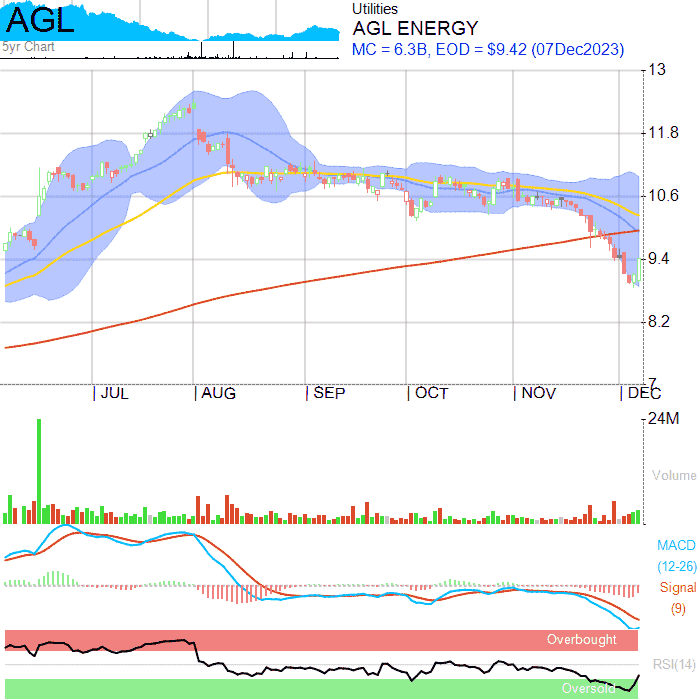 AGL
5yr Chart
Utilities
AGL ENERGY
MC = 6.3B, EOD = $9.42 (07Dec2023)
13
11.8
10.6
9.4
8.2
7
JUL AUG SEP OCT NOV DEC
24M
Volume
MACD
(12-26)
Signal
(9)
Overbought
RSI(14)
Oversold